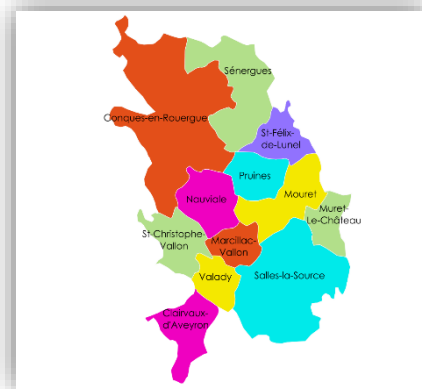 Sénergues
Conques-en-Rouergue
St-Félix-
de-Lunel
Pruines
Mouret
Nauviale
Muret-
Le-Château
St-Christophe-
Vallon
Marcillac-
Vallon
Valady
Salles-la-Source
Clairvaux-
d'Aveyron